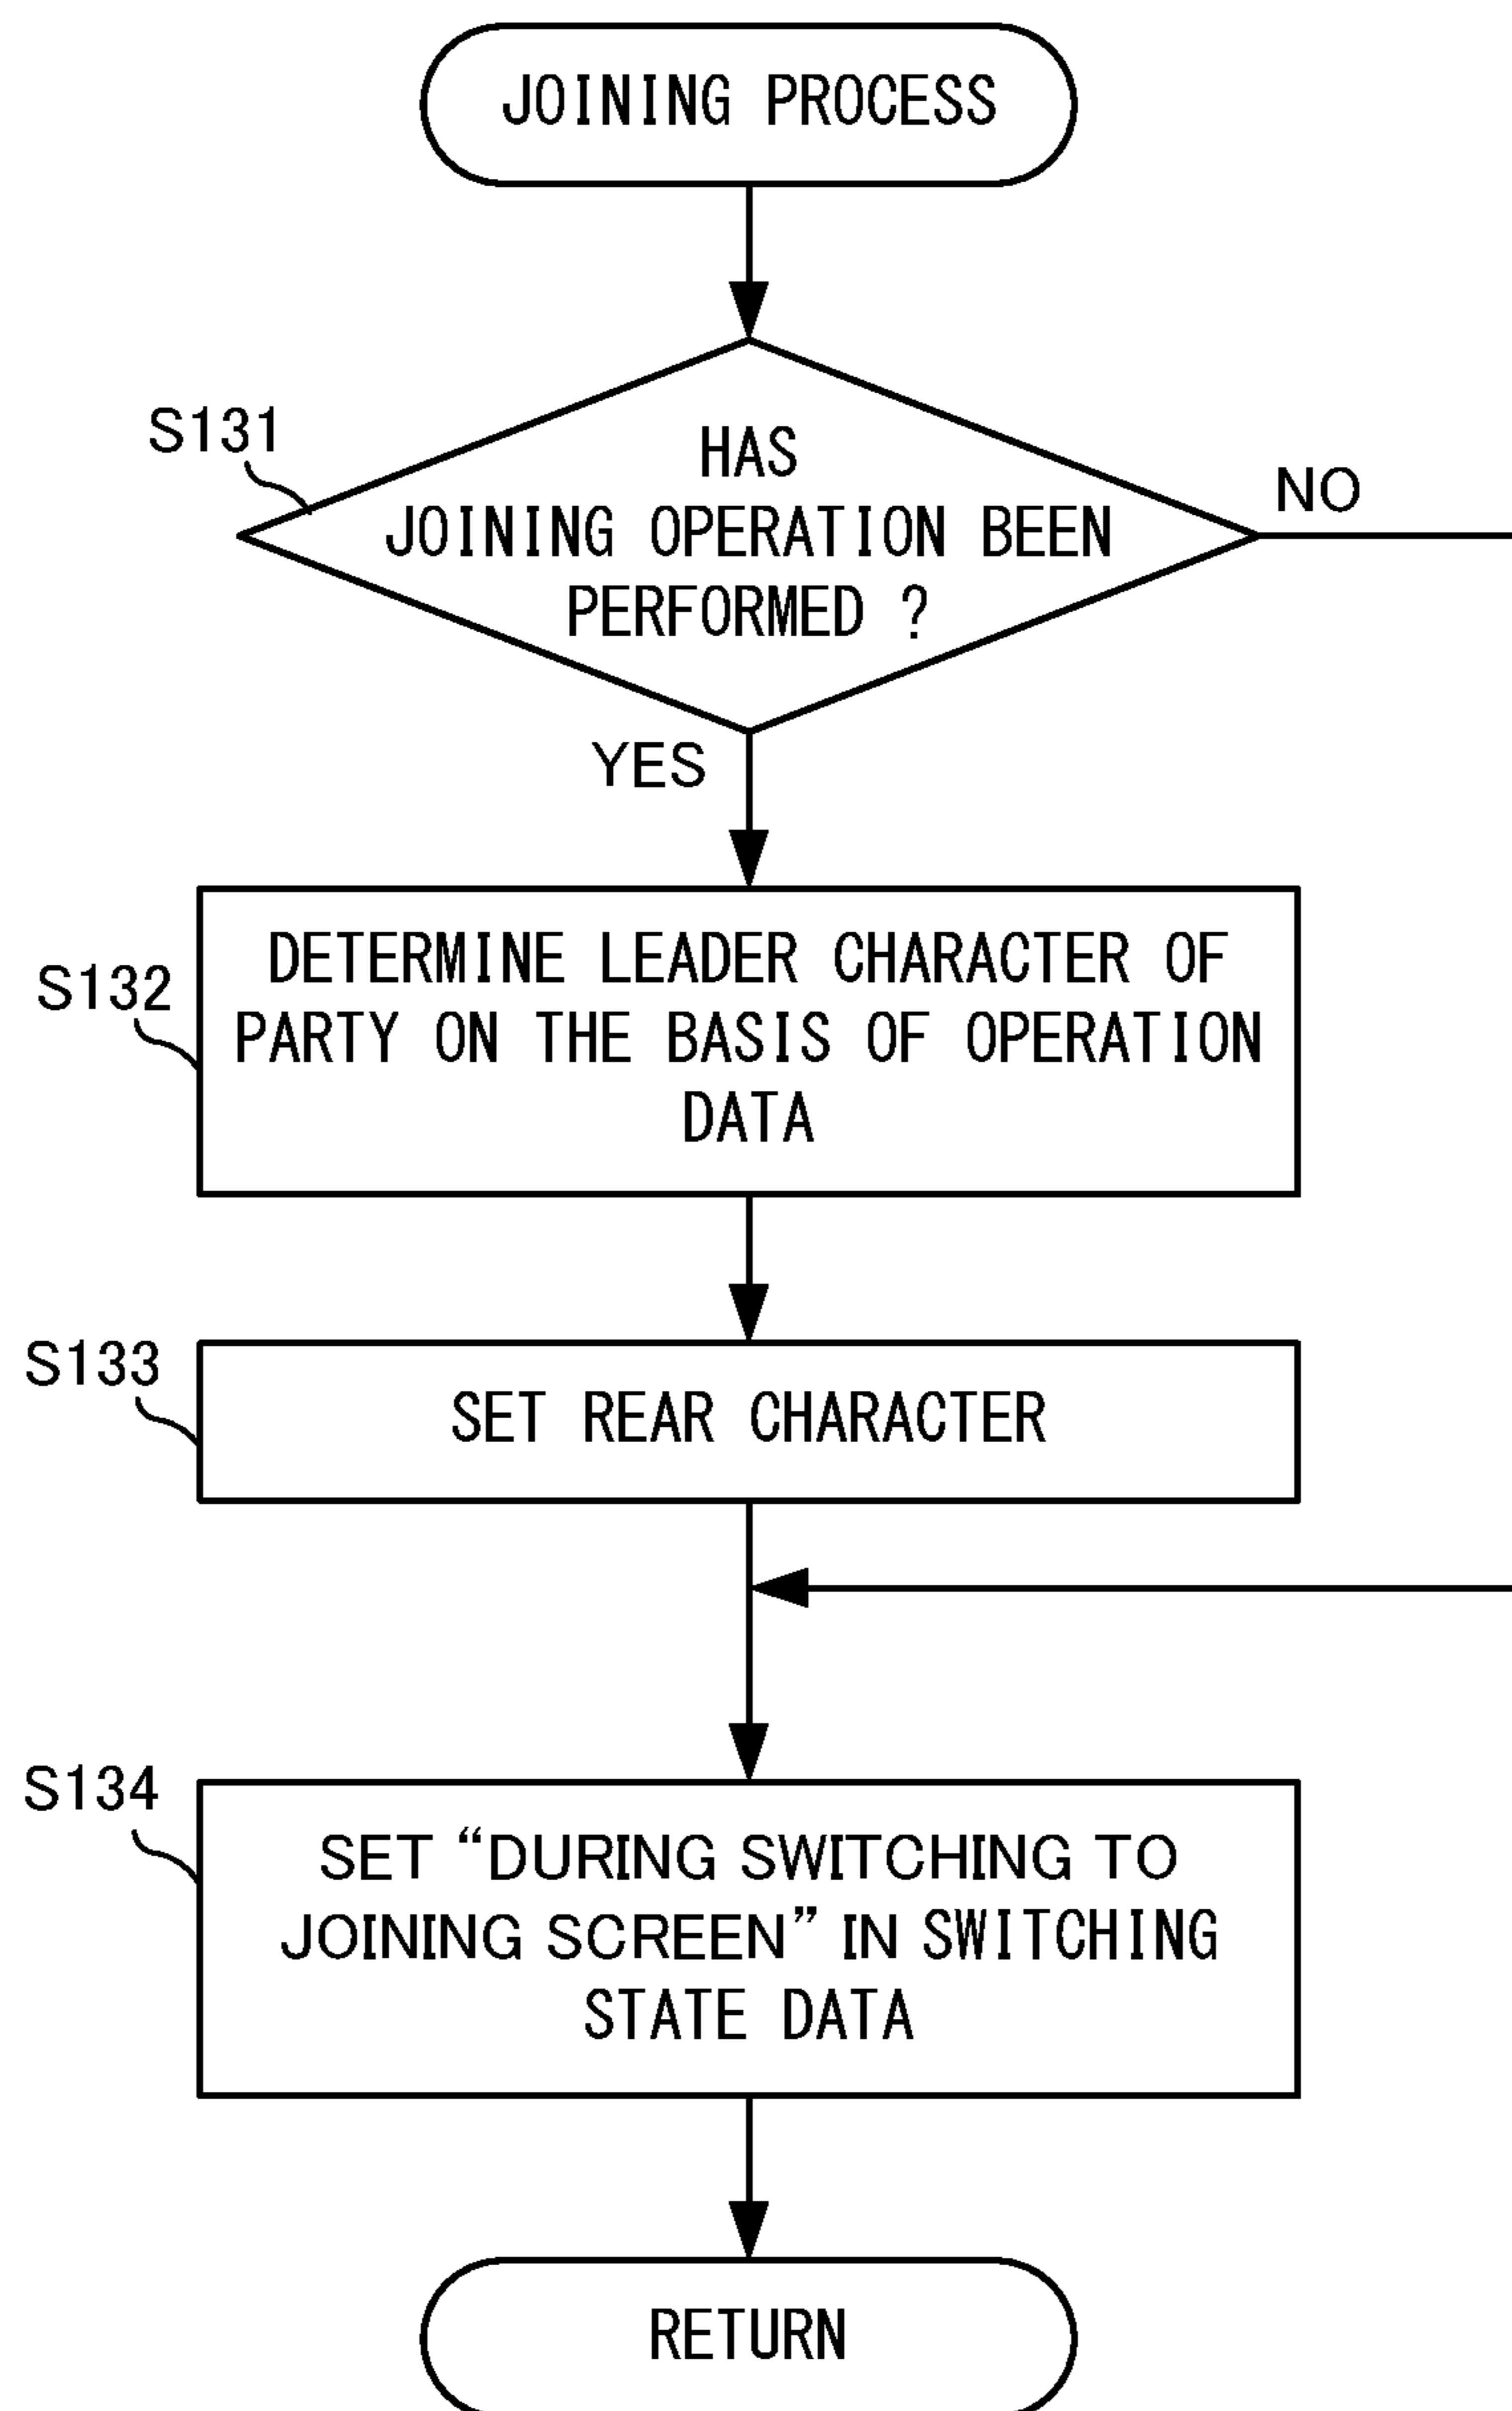 JOINING PROCESS
S131
HAS
JOINING OPERATION BEEN
PERFORMED ?
NO
YES
S132
DETERMINE LEADER CHARACTER OF
PARTY ON THE BASIS OF OPERATION
DATA
S133
SET REAR CHARACTER
S134
SET “DURING SWITCHING TO
JOINING SCREEN” IN SWITCHING
STATE DATA
RETURN